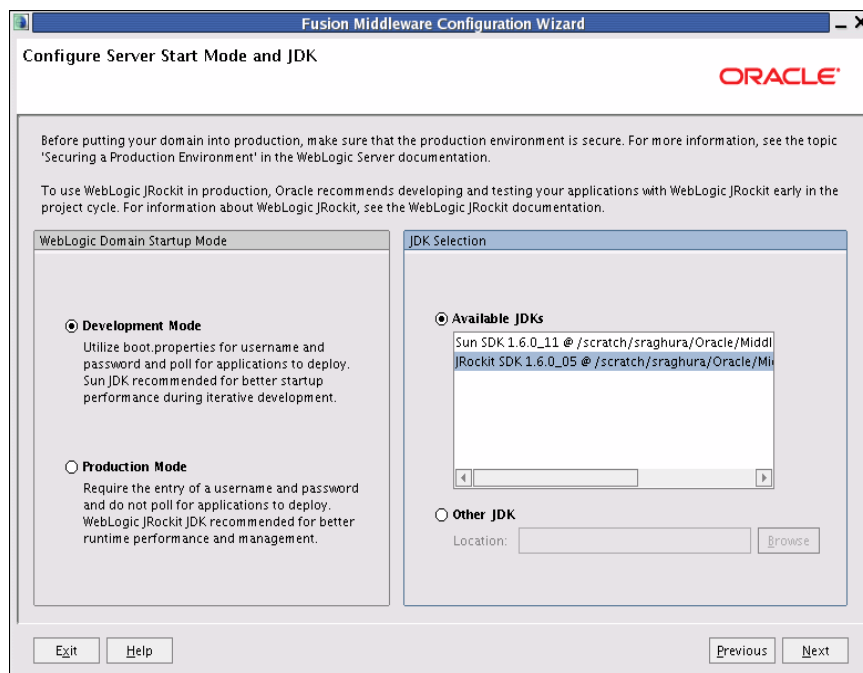 Fusion Middleware Configuration Wizard
Configure Server Start Mode and JDK
ORACLE
Before putting your domain into production, make sure that the production environment is secure. For more information, see the topic
'Securing a Production Environment' in the WebLogic Server documentation.
To use WebLogic JRockit in production, Oracle recommends developing and testing your applications with WebLogic JRockit early in the
project cycle. For information about WebLogic JRockit, see the WebLogic JRockit documentation.
WebLogic Domain Startup Mode
Development Mode
Utilize boot.properties for username and
password and poll for applications to deploy.
Sun JDK recommended for better startup
performance during iterative development.
Production Mode
Require the entry of a username and password
and do not poll for applications to deploy.
WebLogic JRockit JDK recommended for better
runtime performance and management.
JDK Selection
Available JDKs
Sun SDK 1.6.0_11 @ /scratch/sraghura/Oracle/Middl
JRockit SDK 1.6.0_05 @ /scratch/sraghura/Oracle/Mi
Other JDK
Location:
Browse
Exit
Help
Previous
Next